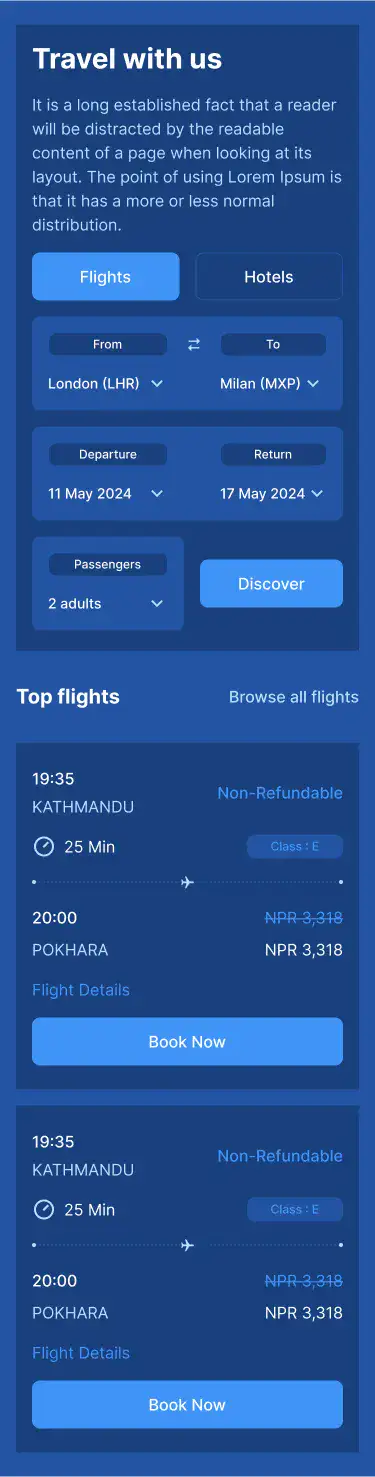 Travel with us
It is a long established fact that a reader
will be distracted by the readable
content of a page when looking at its
layout. The point of using Lorem Ipsum is
that it has a more or less normal
distribution.
Flights Hotels
From To
London (LHR) Milan (MXP)
Departure Return
11 May 2024 17 May 2024
Passengers
2 adults
Discover
Top flights Browse all flights
19:35
KATHMANDU
Non-Refundable
25 Min Class : E
20:00 NPR 3,318
POKHARA NPR 3,318
Flight Details
Book Now
19:35
KATHMANDU
Non-Refundable
25 Min Class : E
20:00 NPR 3,318
POKHARA NPR 3,318
Flight Details
Book Now